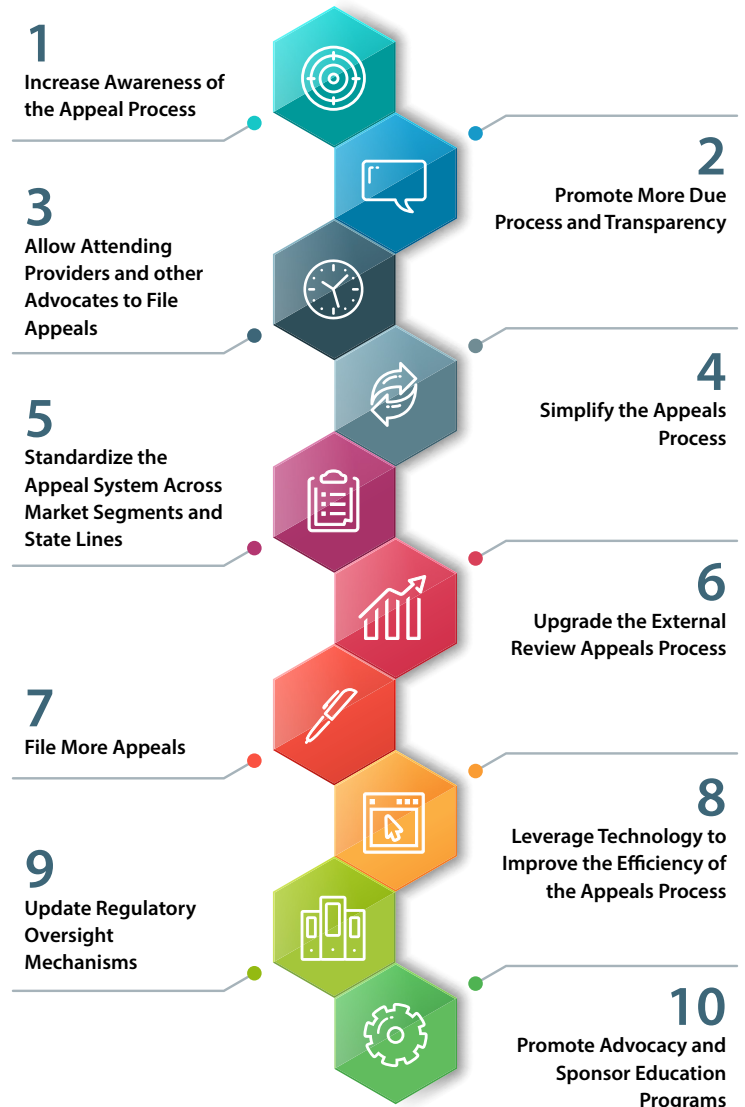 1
Increase Awareness of
the Appeal Process
2
Promote More Due
Process and Transparency
3
Allow Attending
Providers and other
Advocates to File
Appeals
4
Simplify the Appeals
Process
5
Standardize the
Appeal System Across
Market Segments and
State Lines
6
Upgrade the External
Review Appeals Process
7
File More Appeals
8
Leverage Technology to
Improve the Efficiency of
the Appeals Process
9
Update Regulatory
Oversight
Mechanisms
10
Promote Advocacy and
Sponsor Education
Programs